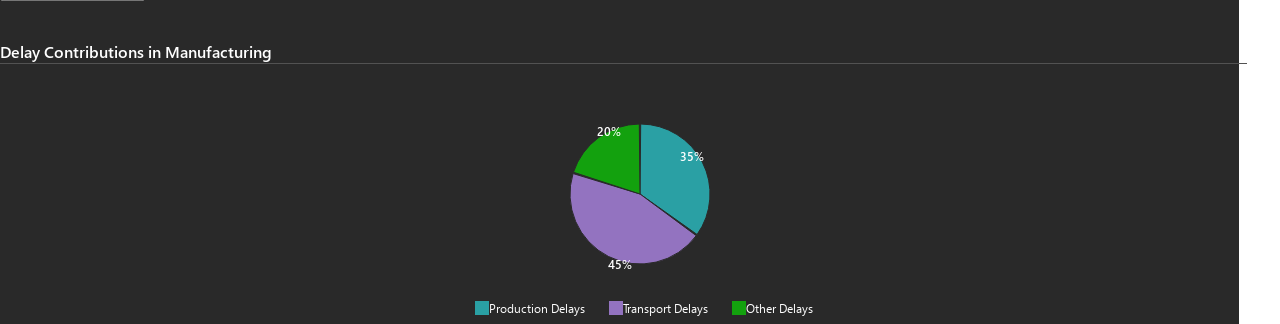 Delay Contributions in Manufacturing
20%
35%
45%
Production Delays
Transport Delays
Other Delays